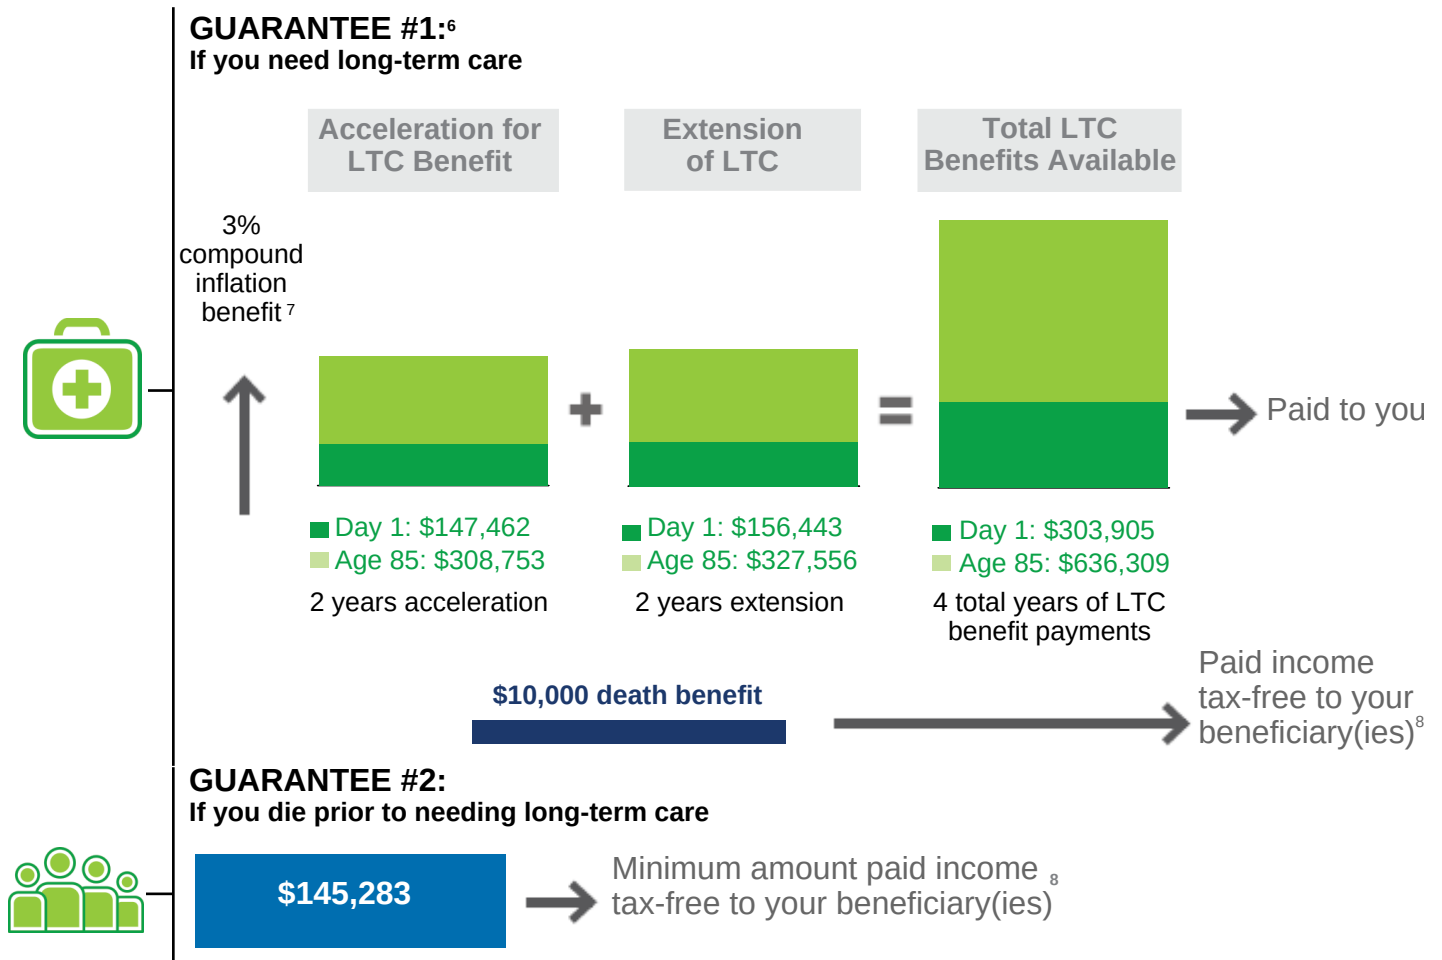 GUARANTEE #1:6
If you need long-term care
Acceleration for
LTC Benefit
Extension
of LTC
Total LTC
Benefits Available
3%
compound
inflation
benefit 7
Paid to you
Day 1: $147,462
Age 85: $308,753
2 years acceleration
Day 1: $156,443
Age 85: $327,556
2 years extension
Day 1: $303,905
Age 85: $636,309
4 total years of LTC
benefit payments
$10,000 death benefit
Paid income
tax-free to your
beneficiary(ies)8
GUARANTEE #2:
If you die prior to needing long-term care
$145,283
Minimum amount paid income 8
tax-free to your beneficiary(ies)